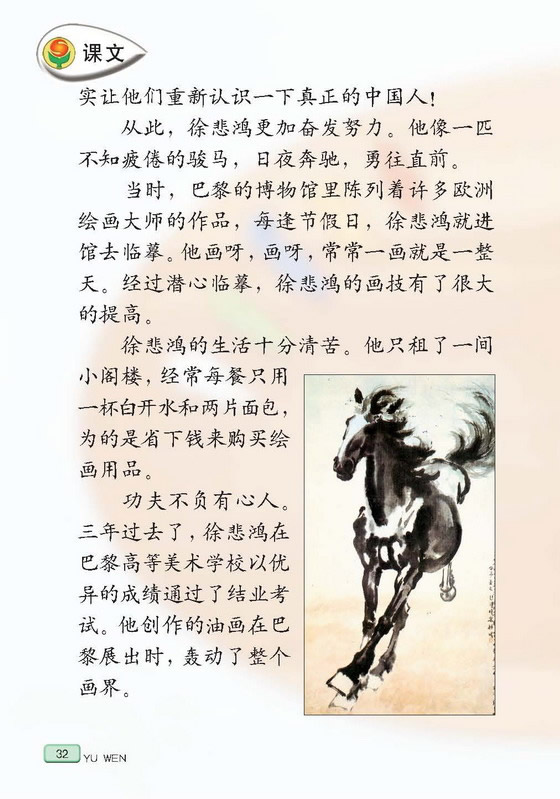 课文
实让他们重新认识一下真正的中国人！
从此，徐悲鸿更加奋发努力。他像一匹
不知疲倦的骏马，日夜奔驰，勇往直前。
当时，巴黎的博物馆里陈列着许多欧洲
绘画大师的作品，每逢节假日，徐悲鸿就进
馆去临摹。他画呀，画呀，常常一画就是一整
天。经过潜心临摹，徐悲鸿的画技有了很大
的提高。
徐悲鸿的生活十分清苦。他只租了一间
小阁楼，经常每餐只用
一杯白开水和两片面包，
为的是省下钱来购买绘
画用品。
功夫不负有心人。
三年过去了，徐悲鸿在
巴黎高等美术学校以优
异的成绩通过了结业考
试。他创作的油画在巴
黎展出时，轰动了整个
画界。
32
YU WEN